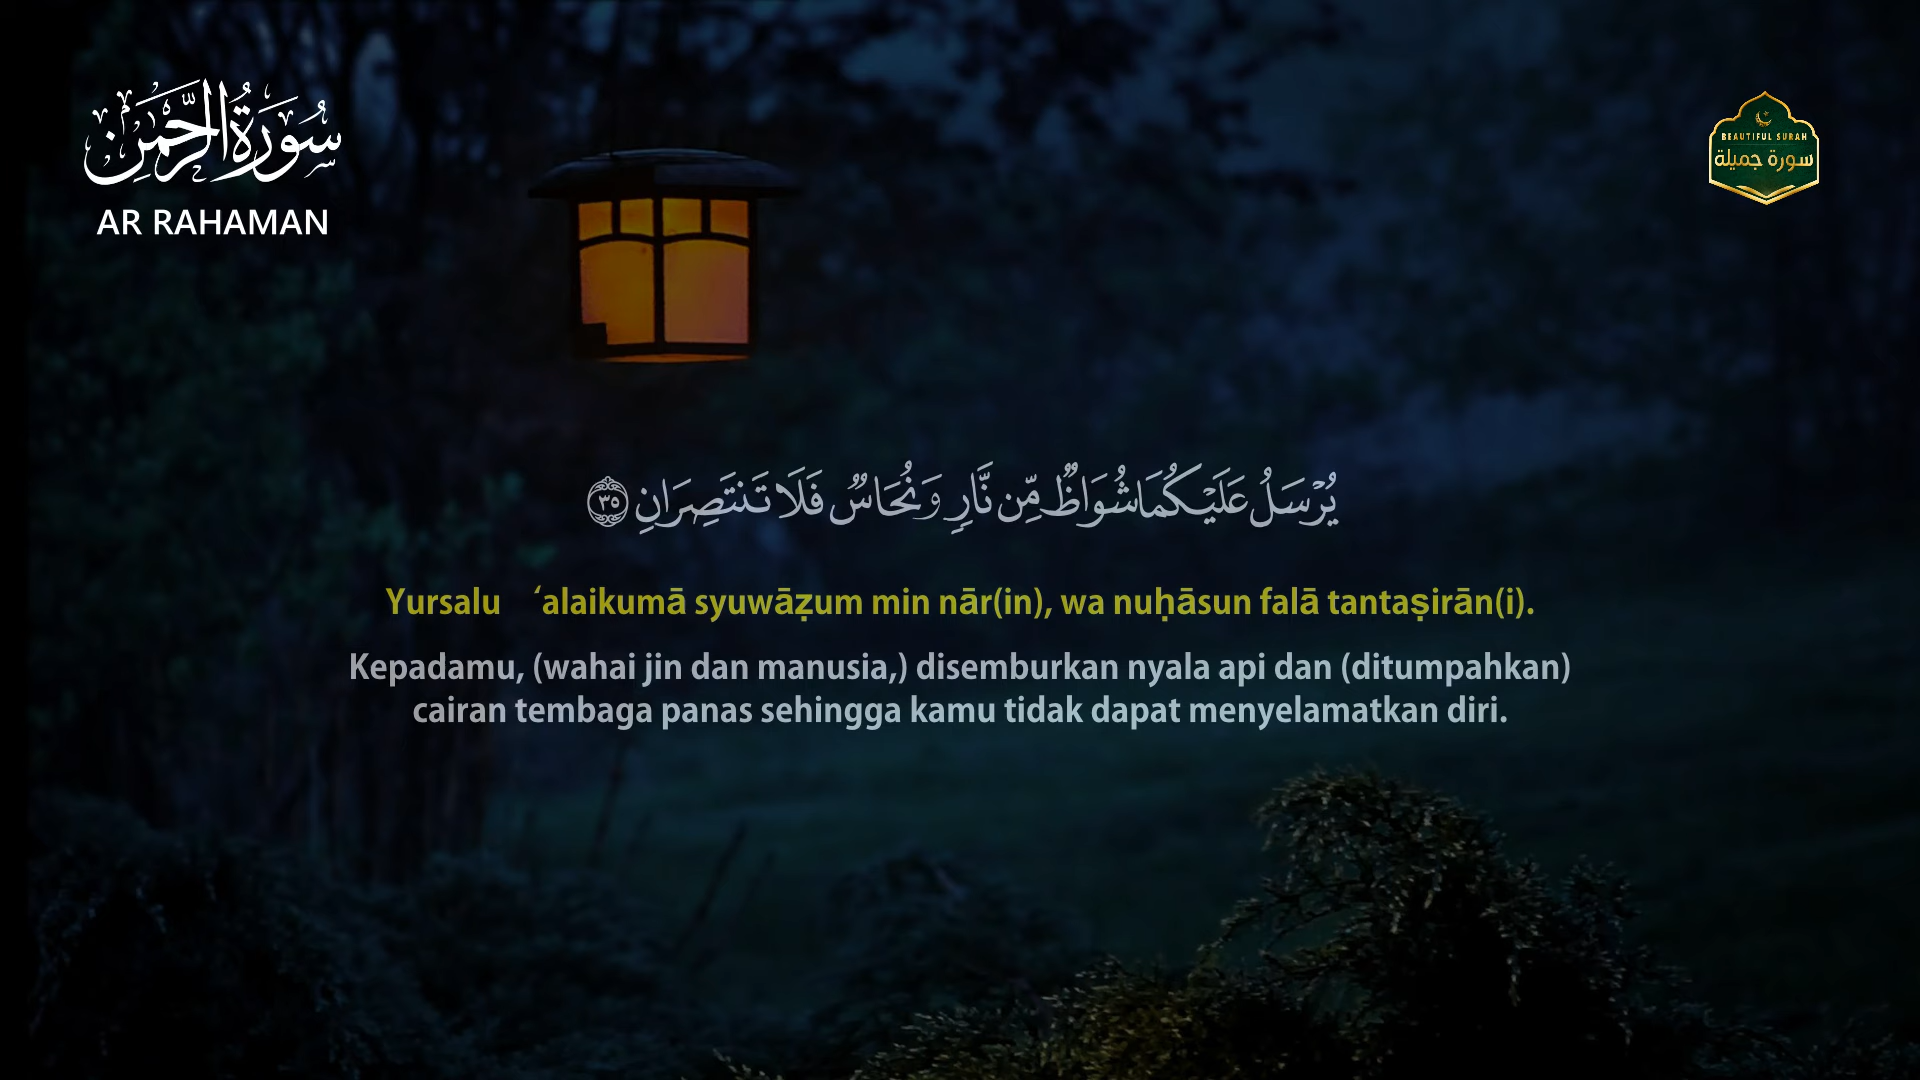 سُورَةُ الرَّحْمَٰن
AR RAHAMAN
BEAUTIFUL SURAH
سورة جميلة
يُرْسَلُ عَلَيْكُمَا شُوَاظٌ مِّن نَّارٍ وَنُحَاسٌ فَلَا تَنتَصِرَانِ ٣٥
Yursalu ‘alaikumā syuwāẓum min nār(in), wa nuḥāsun falā tantaṣirān(i).
Kepadamu, (wahai jin dan manusia,) disemburkan nyala api dan (ditumpahkan)
cairan tembaga panas sehingga kamu tidak dapat menyelamatkan diri.